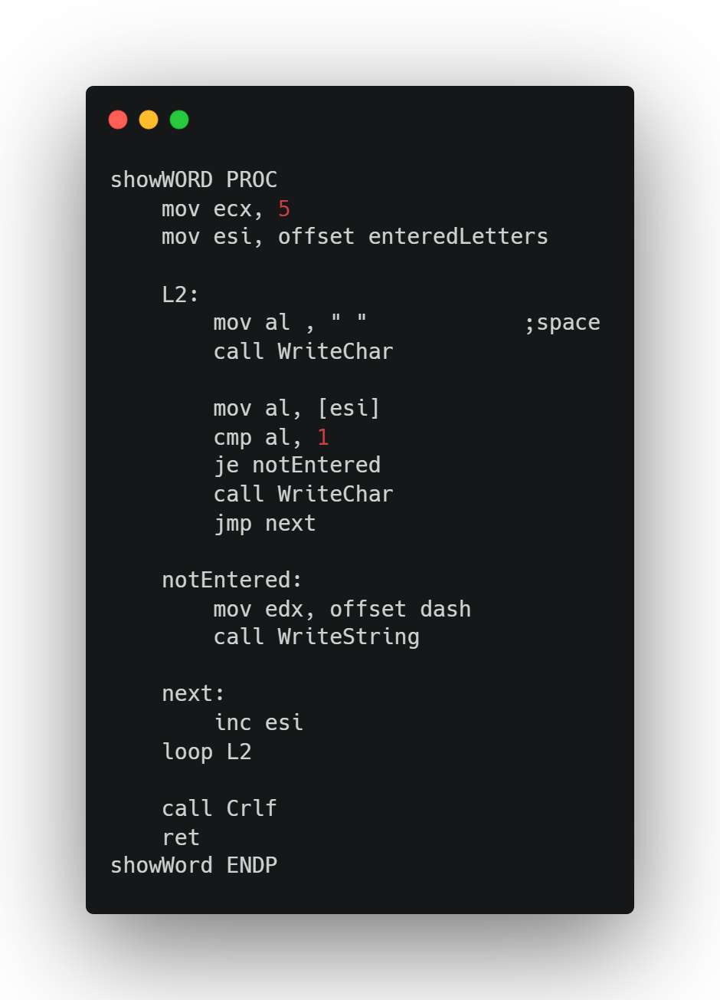 showWORD PROC
    mov ecx, 5
    mov esi, offset enteredLetters

    L2:
        mov al , " "            ;space
        call WriteChar

        mov al, [esi]
        cmp al, 1
        je notEntered
        call WriteChar
        jmp next

    notEntered:
        mov edx, offset dash
        call WriteString

    next:
        inc esi
    loop L2

    call Crlf
    ret
showWord ENDP